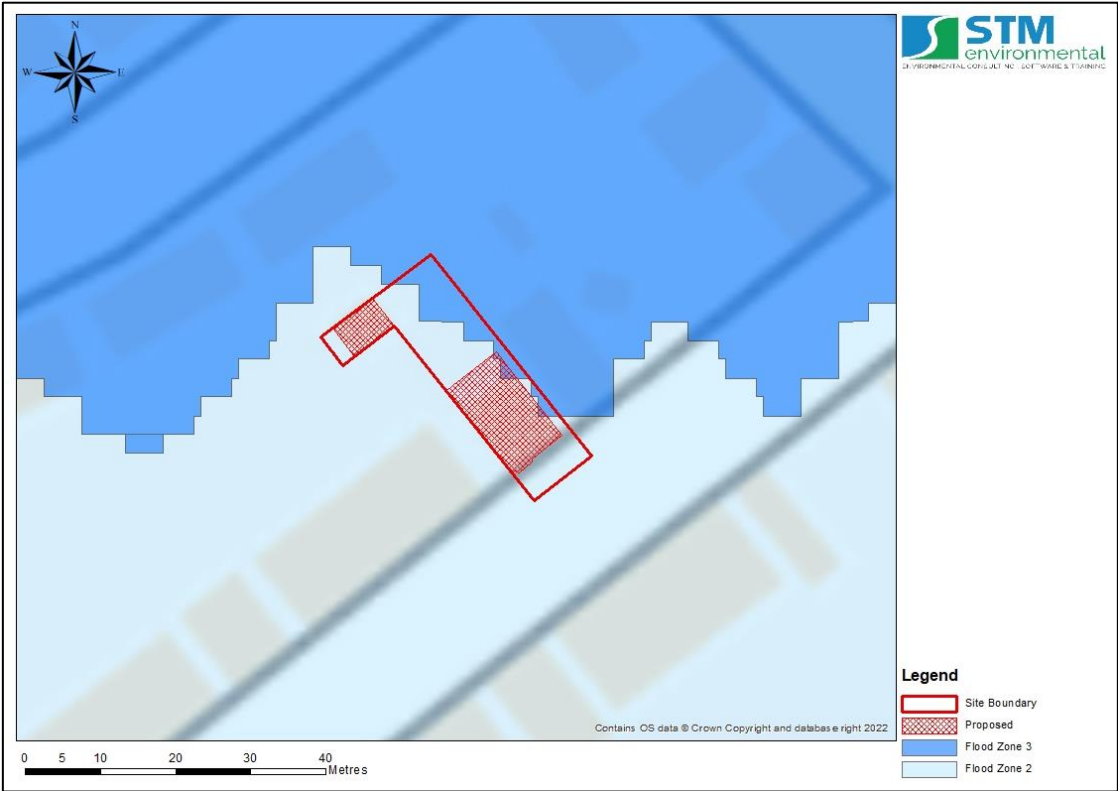 N
W
E
S
STM
environmental
ENVIRONMENTAL CONSULTING | SOFTWARE & TRAINING
Legend
Site Boundary
Proposed
Flood Zone 3
Flood Zone 2
Contains OS data © Crown Copyright and database right 2022
0 5 10 20 30 40
Metres